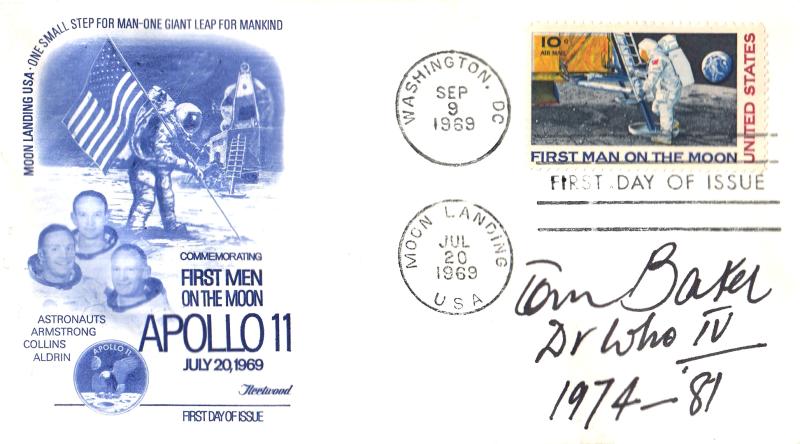 MOON LANDING USA · ONE SMALL STEP FOR MAN-ONE GIANT LEAP FOR MANKIND
COMMEMORATING
FIRST MEN
ON THE MOON
APOLLO 11
JULY 20, 1969
ASTRONAUTS
ARMSTRONG
COLLINS
ALDRIN
APOLLO 11
Fleetwood
FIRST DAY OF ISSUE
WASHINGTON, DC
SEP
9
1969
MOON LANDING
JUL
20
1969
USA
10¢
AIR MAIL
UNITED STATES
FIRST MAN ON THE MOON
FIRST DAY OF ISSUE
Tom Baker
Dr Who IV
1974-'81